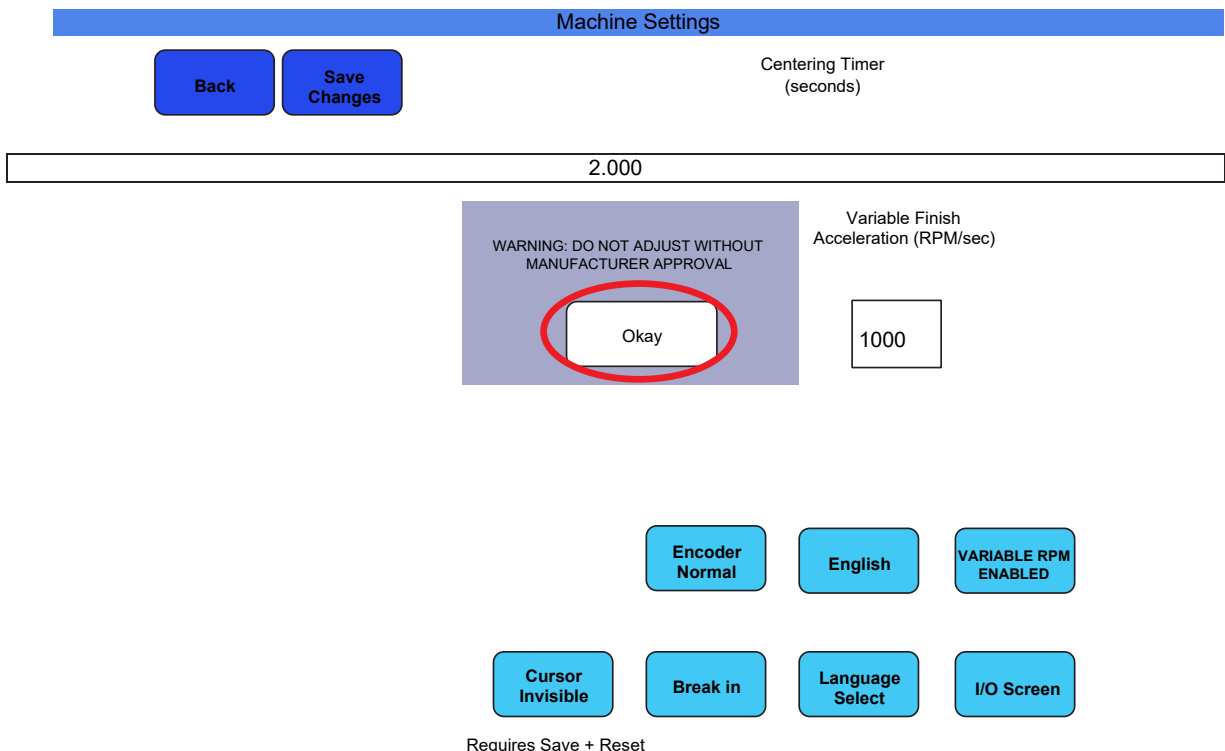 Machine Settings
Back
Save
Changes
Centering Timer
(seconds)
2.000
WARNING: DO NOT ADJUST WITHOUT
MANUFACTURER APPROVAL
Okay
Variable Finish
Acceleration (RPM/sec)
1000
Encoder
Normal
English
VARIABLE RPM
ENABLED
Cursor
Invisible
Break in
Language
Select
I/O Screen
Requires Save + Reset